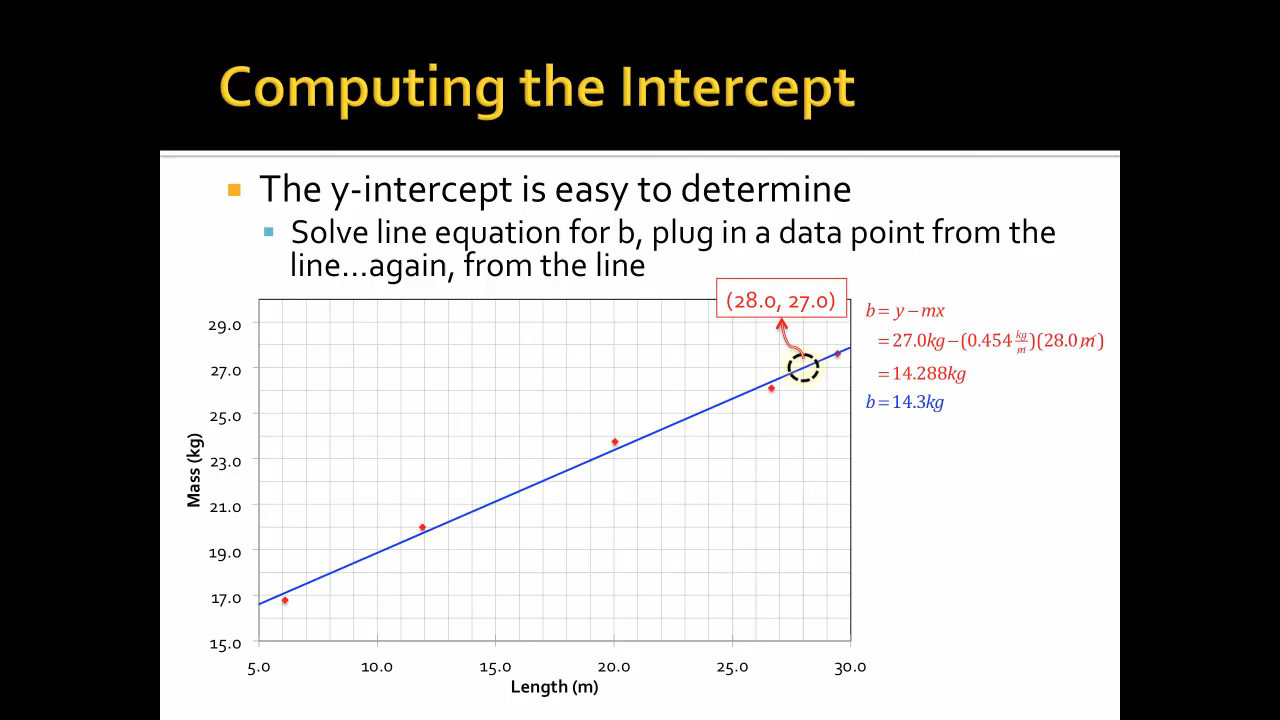 Computing the Intercept
The y-intercept is easy to determine
Solve line equation for b, plug in a data point from the
line…again, from the line
(28.0, 27.0)
b = y − mx
= 27.0kg − (0.454 kg/m)(28.0 m)
= 14.288kg
b = 14.3kg
29.0
27.0
25.0
23.0
21.0
19.0
17.0
15.0
Mass (kg)
5.0 10.0 15.0 20.0 25.0 30.0
Length (m)